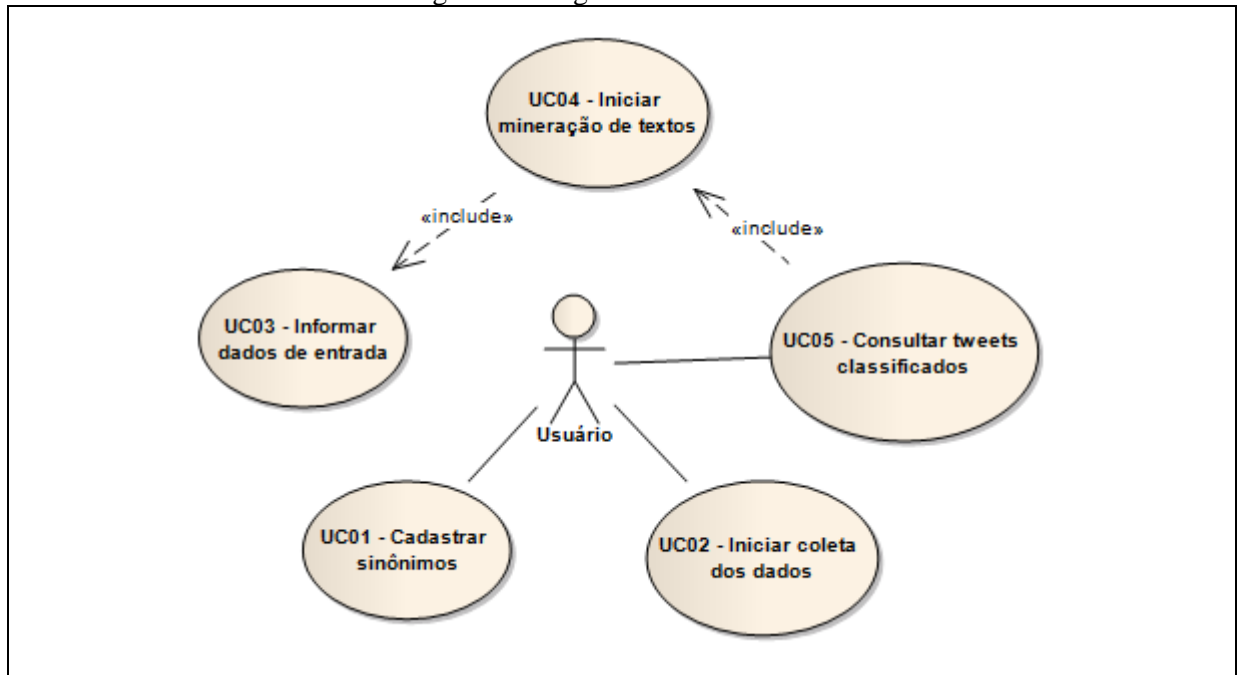 UC04 - Iniciar
mineração de textos
«include»
«include»
UC03 - Informar
dados de entrada
UC05 - Consultar tweets
classificados
Usuário
UC01 - Cadastrar
sinônimos
UC02 - Iniciar coleta
dos dados